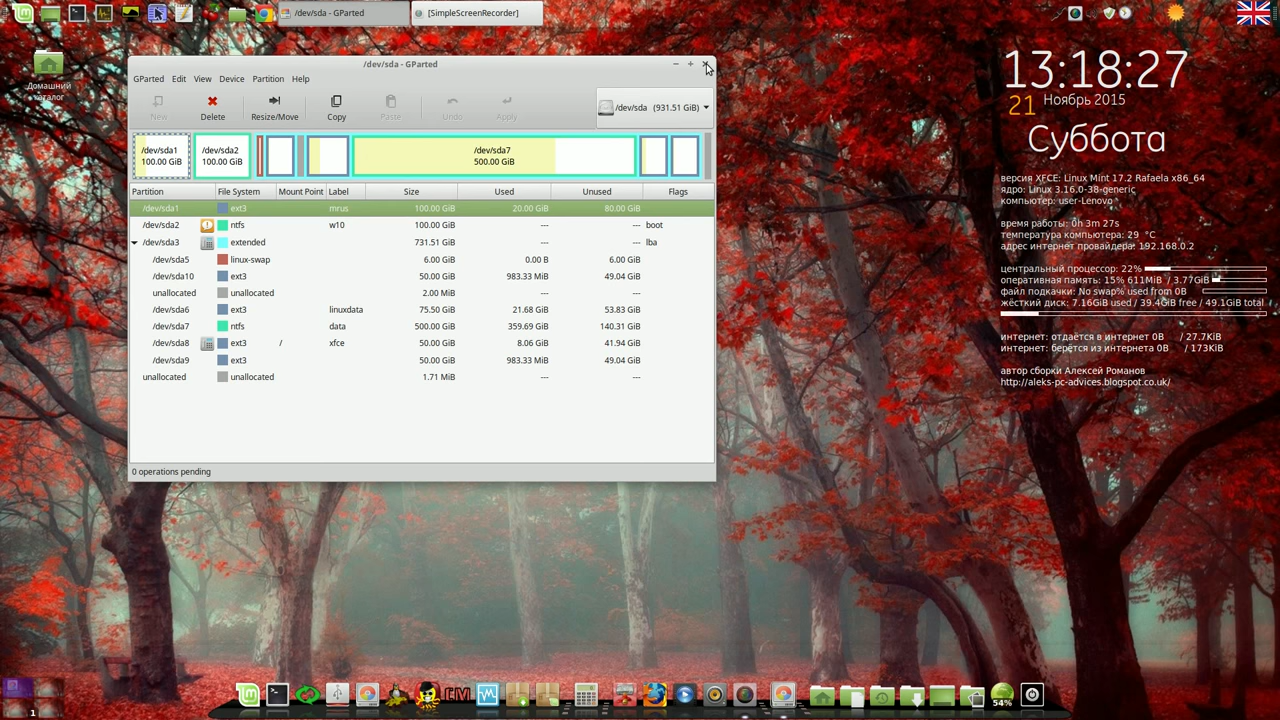 /dev/sda - GParted
[SimpleScreenRecorder]
Домашний
каталог
/dev/sda - GParted
GParted Edit View Device Partition Help
New Delete Resize/Move Copy Paste Undo Apply
/dev/sda (931.51 GiB)
/dev/sda1
100.00 GiB
/dev/sda2
100.00 GiB
/dev/sda7
500.00 GiB
Partition File System Mount Point Label Size Used Unused Flags
/dev/sda1 ext3 mrus 100.00 GiB 20.00 GiB 80.00 GiB
/dev/sda2 ntfs w10 100.00 GiB --- --- boot
/dev/sda3 extended 731.51 GiB --- --- lba
/dev/sda5 linux-swap 6.00 GiB 0.00 B 6.00 GiB
/dev/sda10 ext3 50.00 GiB 983.33 MiB 49.04 GiB
unallocated unallocated 2.00 MiB --- ---
/dev/sda6 ext3 linuxdata 75.50 GiB 21.68 GiB 53.83 GiB
/dev/sda7 ntfs data 500.00 GiB 359.69 GiB 140.31 GiB
/dev/sda8 ext3 / xfce 50.00 GiB 8.06 GiB 41.94 GiB
/dev/sda9 ext3 50.00 GiB 983.33 MiB 49.04 GiB
unallocated unallocated 1.71 MiB --- ---
0 operations pending
13:18:27
21 Ноябрь 2015
Суббота
версия XFCE: Linux Mint 17.2 Rafaela x86_64
ядро: Linux 3.16.0-38-generic
компьютер: user-Lenovo
время работы: 0h 3m 27s
температура компьютера: 29 °C
адрес интернет провайдера: 192.168.0.2
центральный процессор: 22%
оперативная память: 15% 611MiB / 3.77GiB
файл подкачки: No swap% used from 0B
жёсткий диск: 7.16GiB used / 39.4GiB free / 49.1GiB total
интернет: отдаётся в интернет 0B / 27.7KiB
интернет: берётся из интернета 0B / 173KiB
автор сборки Алексей Романов
http://aleks-pc-advices.blogspot.co.uk/
1
54%